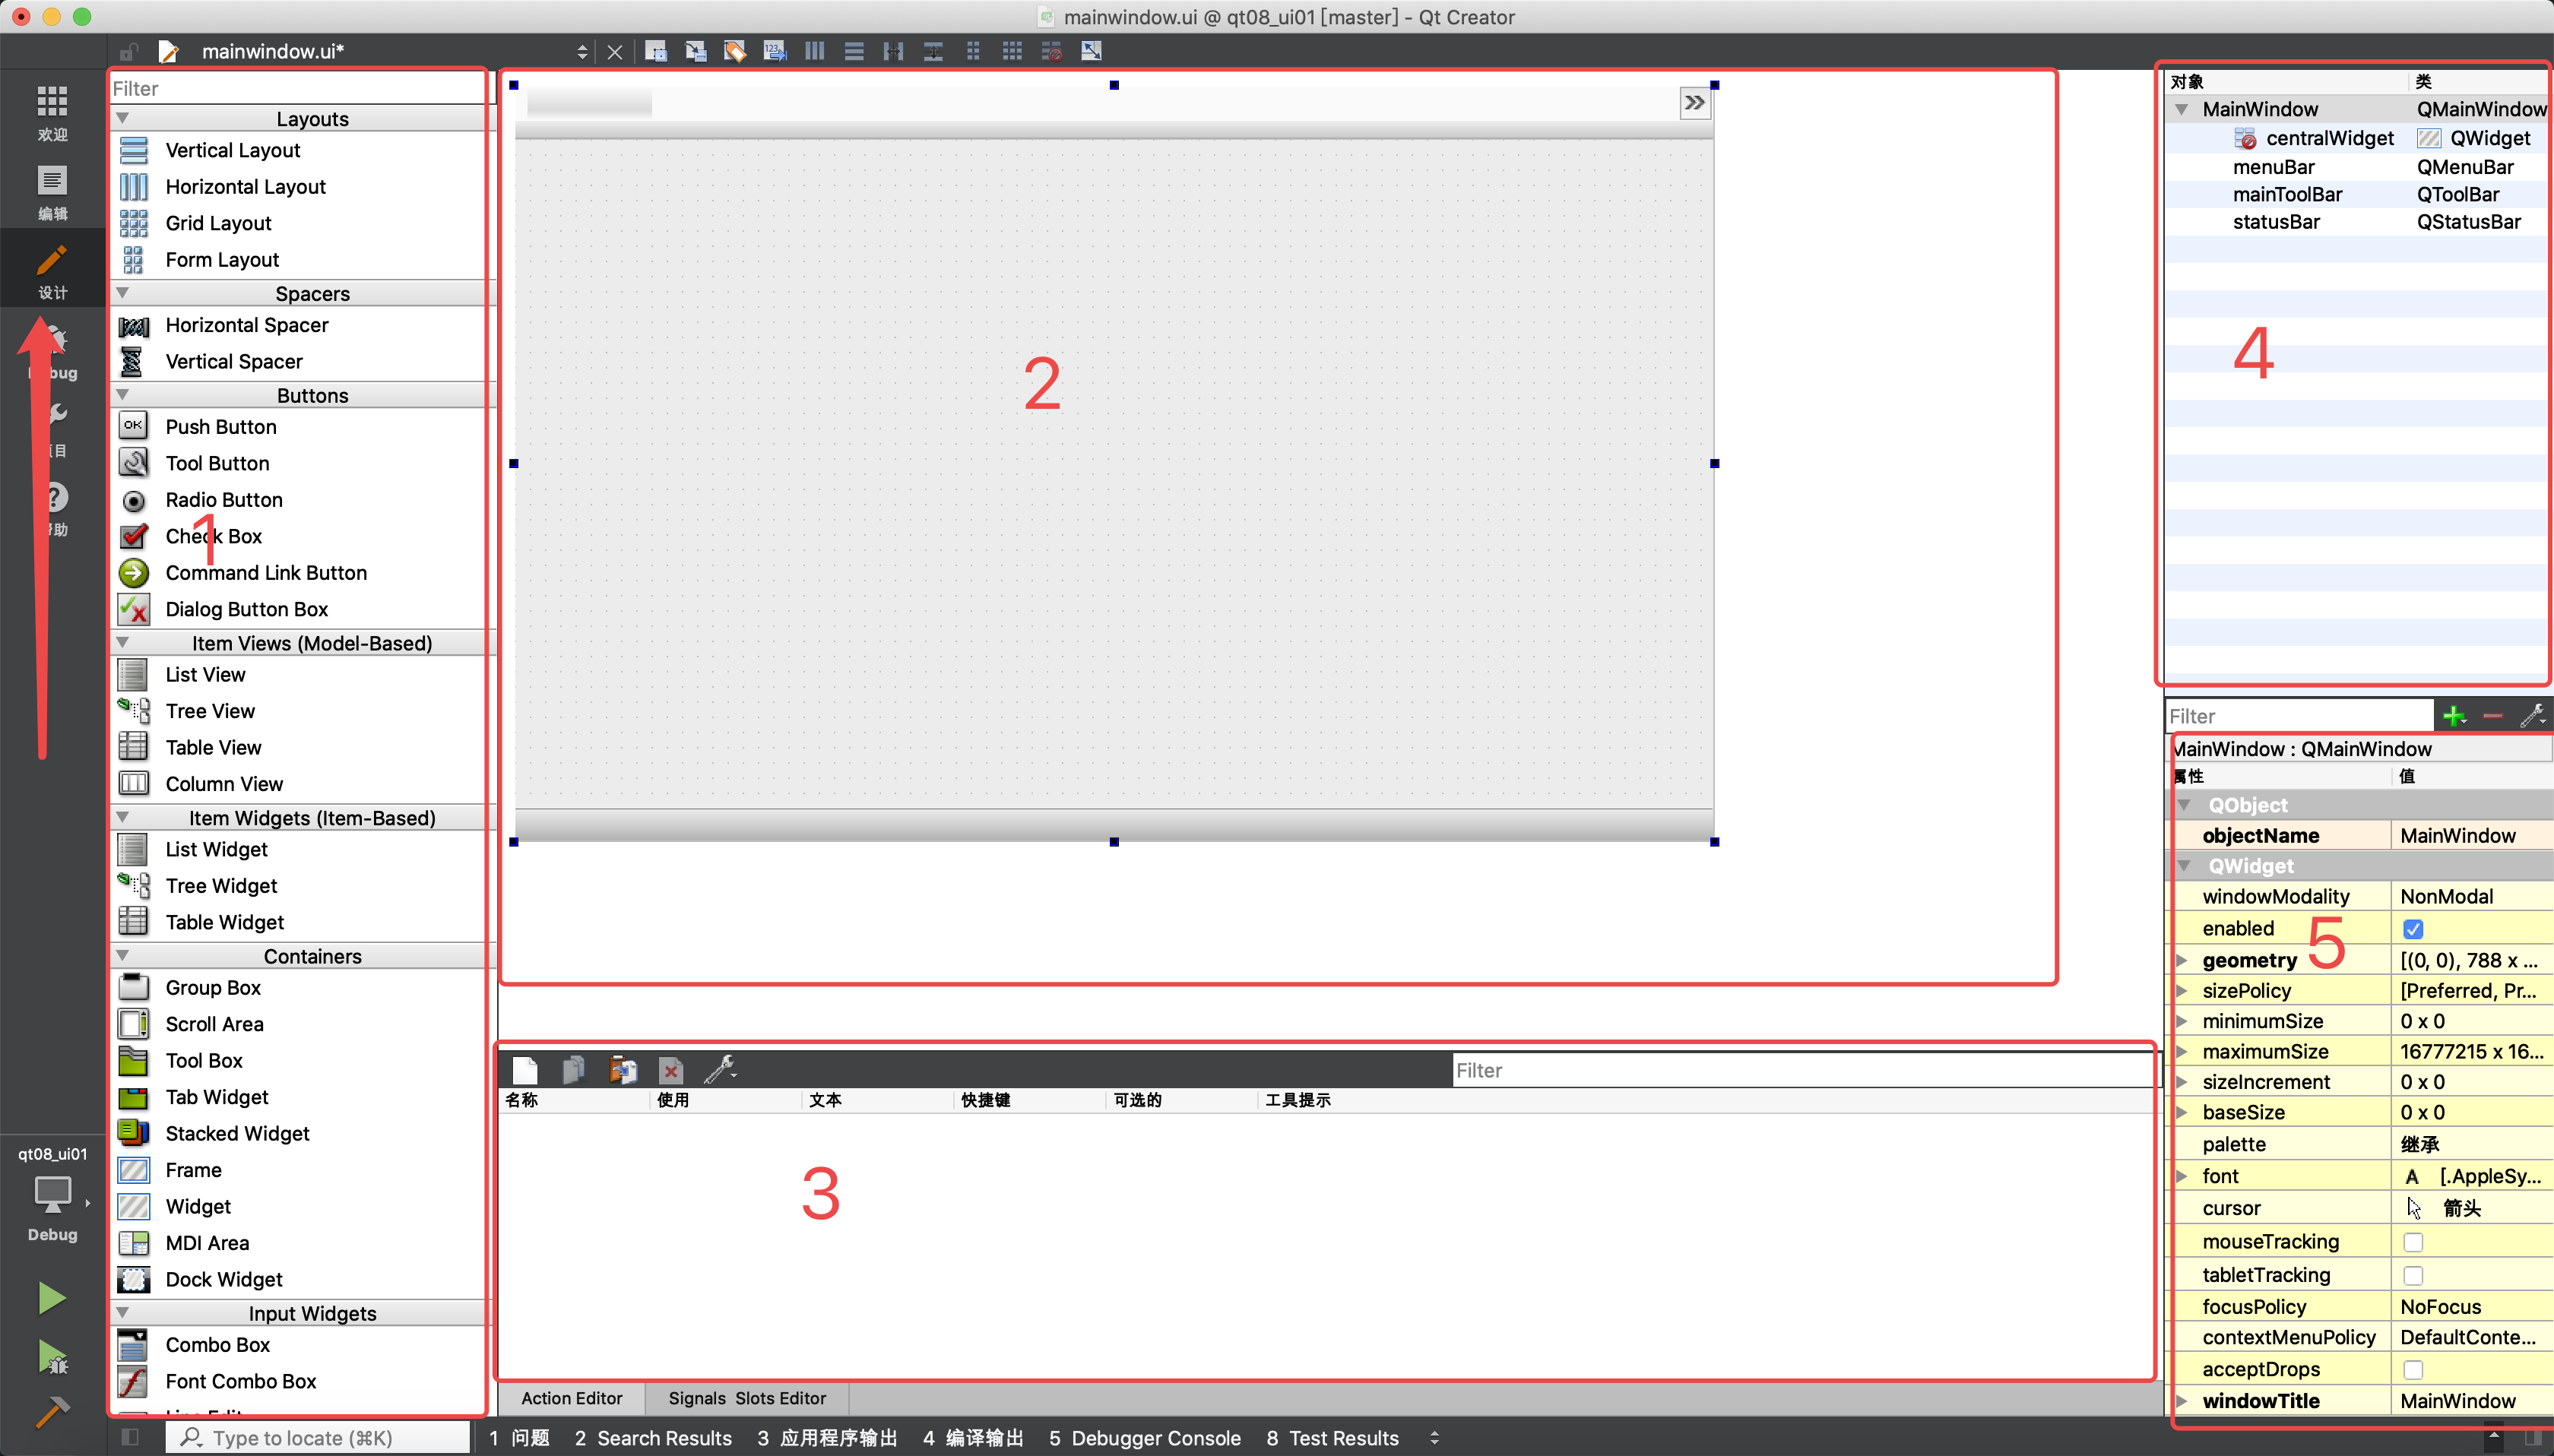 mainwindow.ui @ qt08_ui01 [master] - Qt Creator
mainwindow.ui*
欢迎
编辑
设计
Debug
项目
帮助
qt08_ui01
Debug
Filter
Layouts
Vertical Layout
Horizontal Layout
Grid Layout
Form Layout
Spacers
Horizontal Spacer
Vertical Spacer
Buttons
OK
Push Button
Tool Button
Radio Button
Check Box
1
Command Link Button
Dialog Button Box
Item Views (Model-Based)
List View
Tree View
Table View
Column View
Item Widgets (Item-Based)
List Widget
Tree Widget
Table Widget
Containers
Group Box
Scroll Area
Tool Box
Tab Widget
Stacked Widget
Frame
Widget
MDI Area
Dock Widget
Input Widgets
Combo Box
Font Combo Box
Line Edit
2
Filter
名称 使用 文本 快捷键 可选的 工具提示
3
Action Editor Signals Slots Editor
对象 类
MainWindow QMainWindow
centralWidget QWidget
menuBar QMenuBar
mainToolBar QToolBar
statusBar QStatusBar
4
Filter
MainWindow : QMainWindow
属性 值
QObject
objectName MainWindow
QWidget
windowModality NonModal
enabled
5
geometry [(0, 0), 788 x ...
sizePolicy [Preferred, Pr...
minimumSize 0 x 0
maximumSize 16777215 x 16...
sizeIncrement 0 x 0
baseSize 0 x 0
palette 继承
font A [.AppleSy...
cursor 箭头
mouseTracking
tabletTracking
focusPolicy NoFocus
contextMenuPolicy DefaultConte...
acceptDrops
windowTitle MainWindow
Type to locate (⌘K) 1 问题 2 Search Results 3 应用程序输出 4 编译输出 5 Debugger Console 8 Test Results